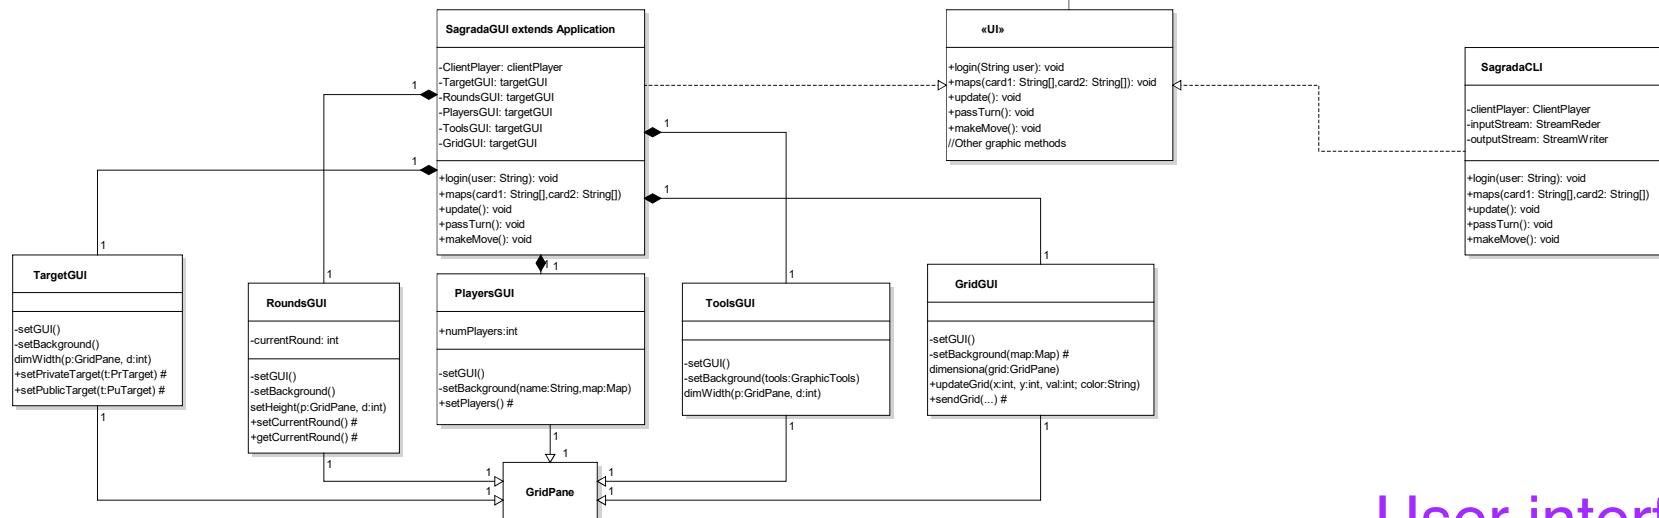 SagradaGUI extends Application
-ClientPlayer: clientPlayer
-TargetGUI: targetGUI
-RoundsGUI: targetGUI
-PlayersGUI: targetGUI
-ToolsGUI: targetGUI
-GridGUI: targetGUI
+login(user: String): void
+maps(card1: String[],card2: String[])
+update(): void
+passTurn(): void
+makeMove(): void
«UI»
+login(String user): void
+maps(card1: String[],card2: String[]): void
+update(): void
+passTurn(): void
+makeMove(): void
//Other graphic methods
SagradaCLI
-clientPlayer: ClientPlayer
-inputStream: StreamReder
-outputStream: StreamWriter
+login(user: String): void
+maps(card1: String[],card2: String[])
+update(): void
+passTurn(): void
+makeMove(): void
1
1
1
1
1
1
1
1
1
1
TargetGUI
-setGUI()
-setBackground()
dimWidth(p:GridPane, d:int)
+setPrivateTarget(t:PrTarget) #
+setPublicTarget(t:PuTarget) #
RoundsGUI
-currentRound: int
-setGUI()
-setBackground()
setHeight(p:GridPane, d:int)
+setCurrentRound() #
+getCurrentRound() #
PlayersGUI
+numPlayers:int
-setGUI()
-setBackground(name:String,map:Map)
+setPlayers() #
ToolsGUI
-setGUI()
-setBackground(tools:GraphicTools)
dimWidth(p:GridPane, d:int)
GridGUI
-setGUI()
-setBackground(map:Map) #
dimensiona(grid:GridPane)
+updateGrid(x:int, y:int, val:int; color:String)
+sendGrid(...) #
1
1
1
1
1
1
1
1
1
1
GridPane
User interf